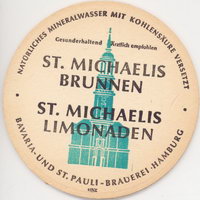 NATÜRLICHES MINERALWASSER MIT KOHLENSÄURE VERSETZT
Gesunderhaltend Ärztlich empfohlen
ST. MICHAELIS
BRUNNEN
ST. MICHAELIS
LIMONADEN
BAVARIA- UND ST. PAULI-BRAUEREI · HAMBURG